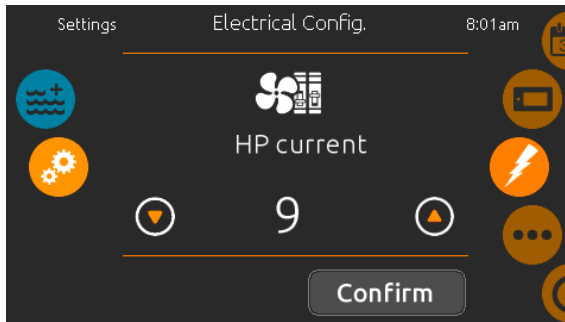 Settings
Electrical Config.
8:01am
HP current
9
Confirm